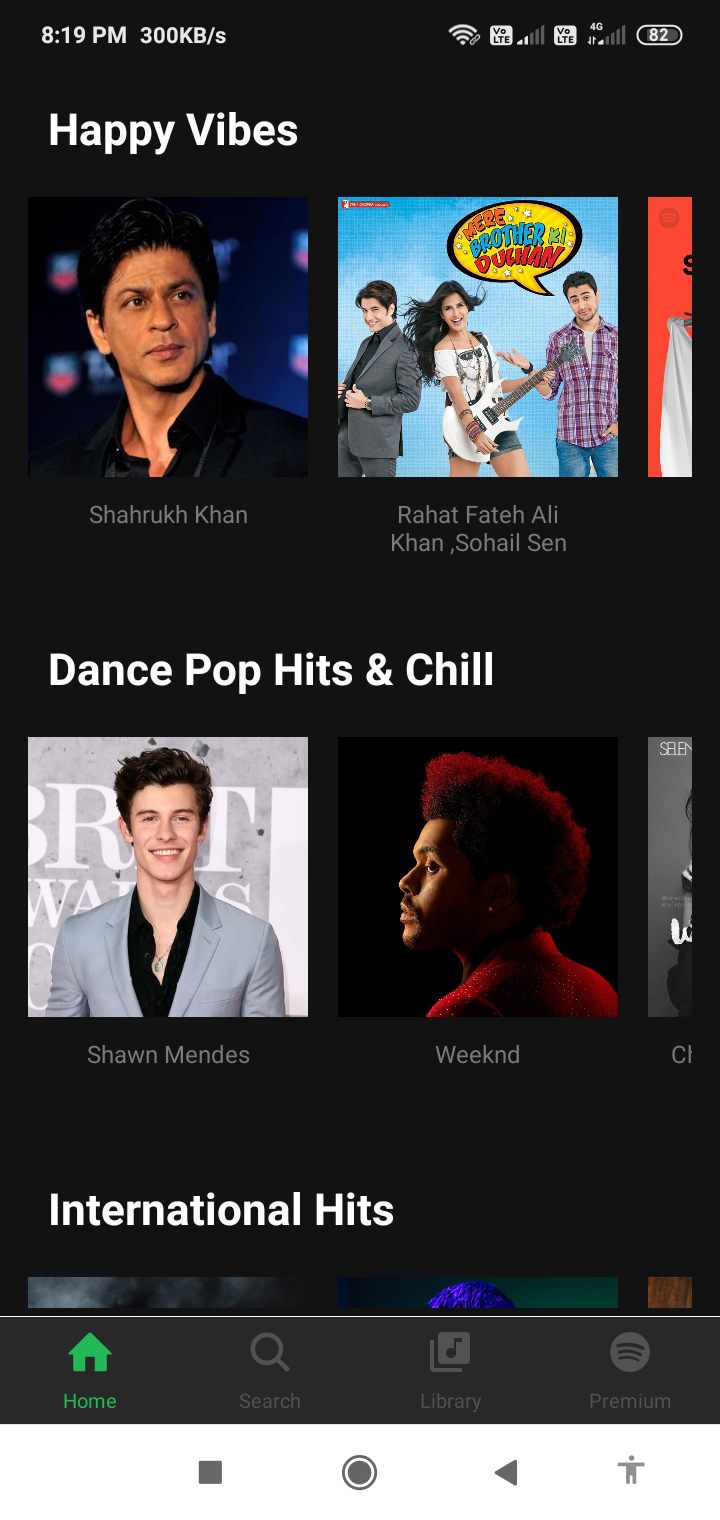 8:19 PM 300KB/s
Vo LTE
Vo LTE
4G
82
Happy Vibes
MERE
BROTHER KI
DULHAN
Shahrukh Khan
Rahat Fateh Ali
Khan ,Sohail Sen
Dance Pop Hits & Chill
BRIT
SELEN
Shawn Mendes
Weeknd
International Hits
Home
Search
Library
Premium